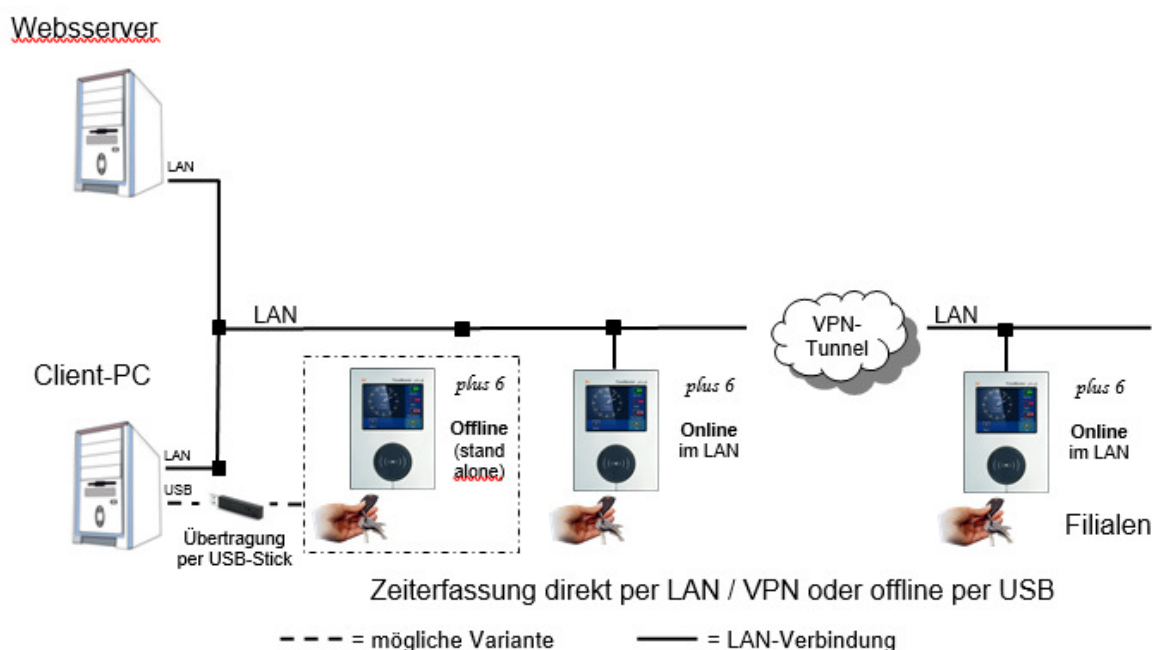 Websserver
LAN
LAN
VPN-
Tunnel
LAN
Client-PC
plus 6
Offline
(stand
alone)
plus 6
Online
im LAN
plus 6
Online
im LAN
LAN
USB
Übertragung
per USB-Stick
Filialen
Zeiterfassung direkt per LAN / VPN oder offline per USB
= mögliche Variante
= LAN-Verbindung